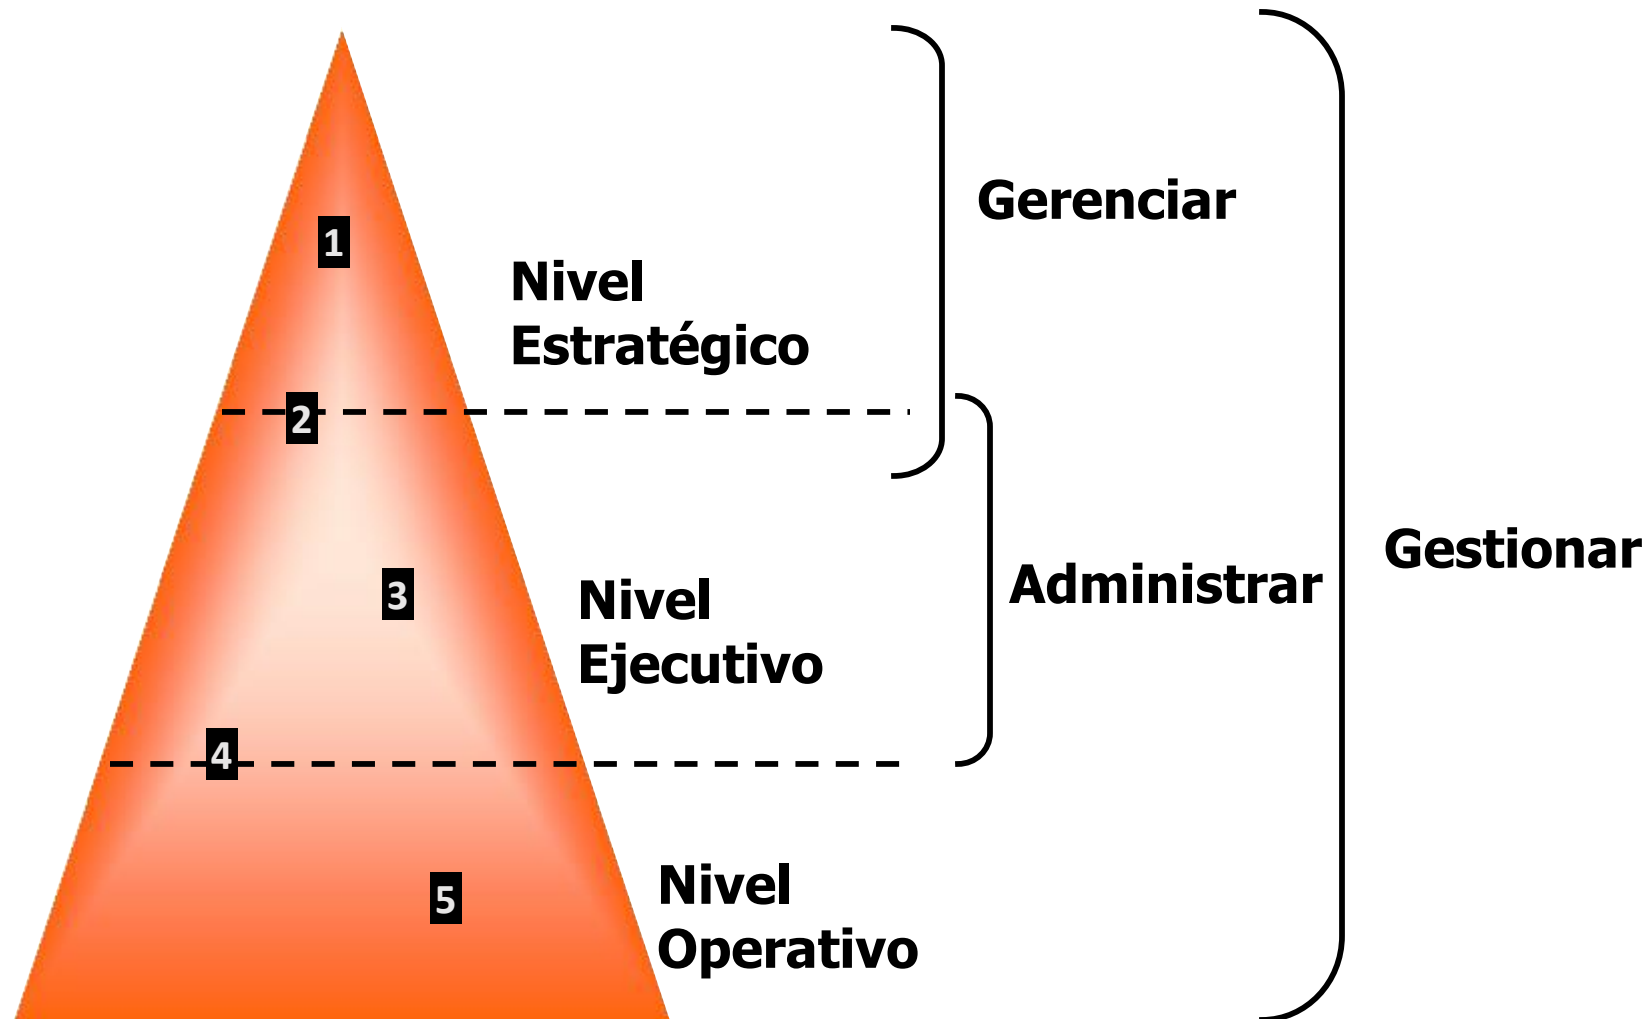 Gerenciar
1
Nivel
Estratégico
2
3
Nivel
Ejecutivo
Administrar
Gestionar
4
5
Nivel
Operativo